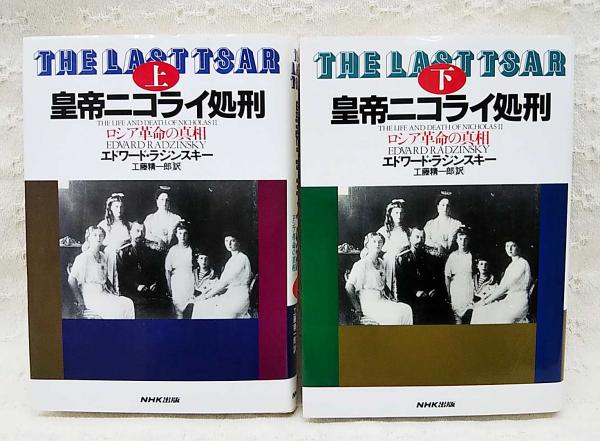 THE LAST TSAR
上
皇帝ニコライ処刑
THE LIFE AND DEATH OF NICHOLAS II
ロシア革命の真相
EDVARD RADZINSKY
エドワード・ラジンスキー
工藤精一郎訳
NHK出版
THE LAST TSAR
下
皇帝ニコライ処刑
THE LIFE AND DEATH OF NICHOLAS II
ロシア革命の真相
EDVARD RADZINSKY
エドワード・ラジンスキー
工藤精一郎訳
NHK出版